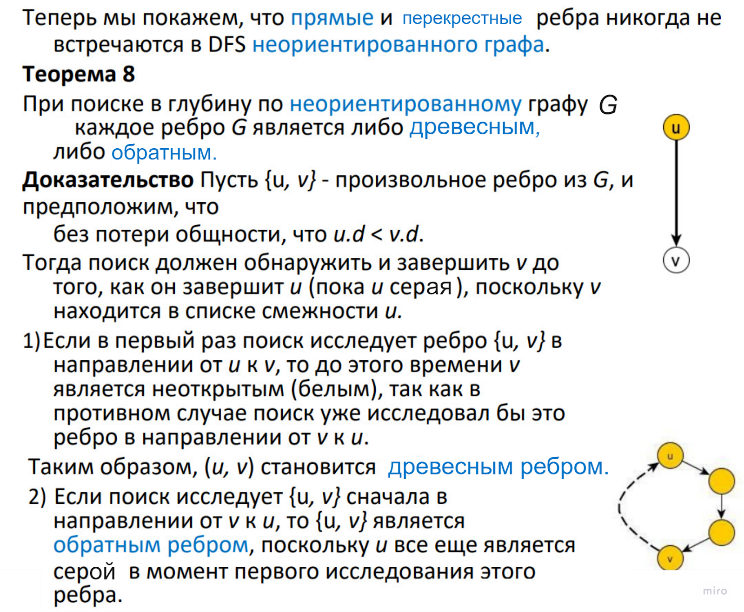 Теперь мы покажем, что прямые и перекрестные ребра никогда не
встречаются в DFS неориентированного графа.
Теорема 8
При поиске в глубину по неориентированному графу G
каждое ребро G является либо древесным,
либо обратным.
Доказательство Пусть {u, v} - произвольное ребро из G, и
предположим, что
без потери общности, что u.d < v.d.
Тогда поиск должен обнаружить и завершить v до
того, как он завершит u (пока u серая), поскольку v
находится в списке смежности u.
1)Если в первый раз поиск исследует ребро {u, v} в
направлении от u к v, то до этого времени v
является неоткрытым (белым), так как в
противном случае поиск уже исследовал бы это
ребро в направлении от v к u.
Таким образом, (u, v) становится древесным ребром.
2) Если поиск исследует {u, v} сначала в
направлении от v к u, то {u, v} является
обратным ребром, поскольку u все еще является
серой в момент первого исследования этого
ребра.
u
v
u
v
miro